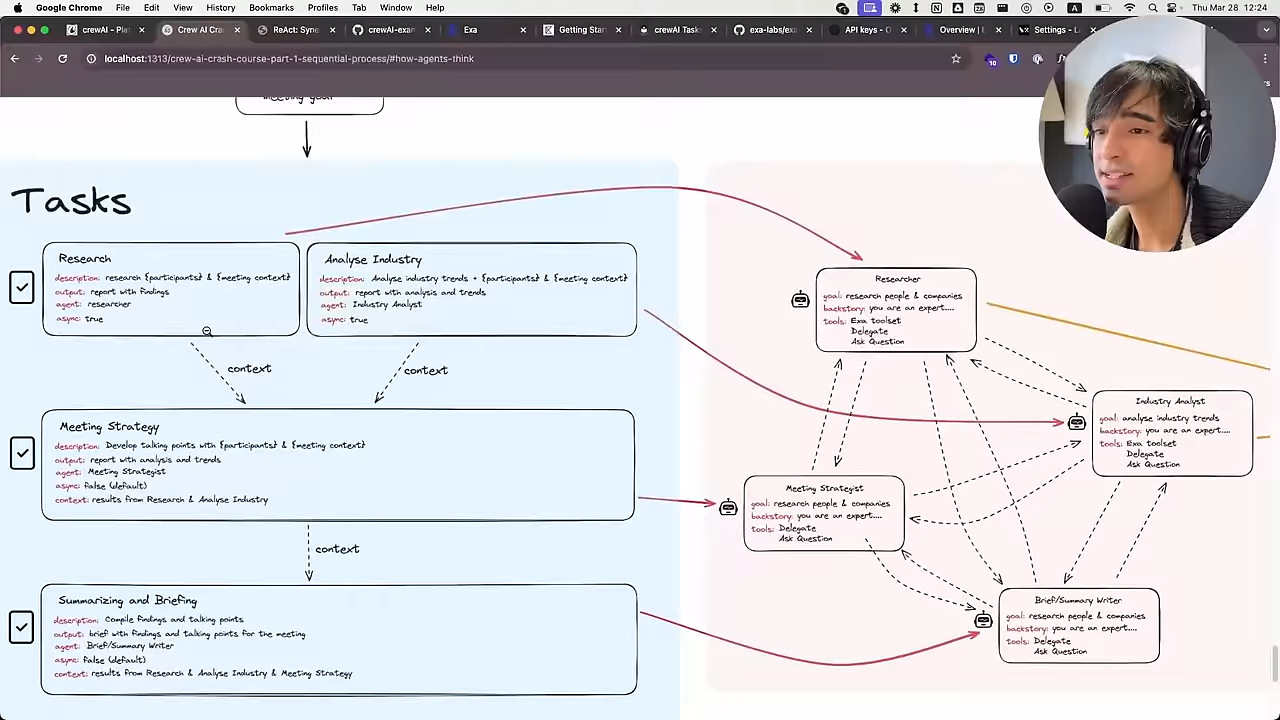 Google Chrome File Edit View History Bookmarks Profiles Tab Window Help
Thu Mar 28 12:24
crewAI - Pla
Crew AI Cra
ReAct: Syne
crewAI-exa
Exa
Getting Star
crewAI Task
exa-labs/exa
API keys - O
Overview | L
Settings - L
localhost:1313/crew-ai-crash-course-part-1-sequential-process/#how-agents-think
meeting goal
Tasks
Research
description: research {participants} & {meeting context}
output: report with findings
agent: researcher
async: true
Analyse Industry
description: Analyse industry trends + {participants} & {meeting context}
output: report with analysis and trends
agent: Industry Analyst
async: true
context
context
Meeting Strategy
description: Develop talking points with {participants} & {meeting context}
output: report with analysis and trends
agent: Meeting Strategist
async: false (default)
context: results from Research & Analyse Industry
context
Summarizing and Briefing
description: Compile findings and talking points
output: brief with findings and talking points for the meeting
agent: Brief/Summary Writer
async: false (default)
context: results from Research & Analyse Industry & Meeting Strategy
Researcher
goal: research people & companies
backstory: you are an expert....
tools: Exa toolset
Delegate
Ask Question
Industry Analyst
goal: analyse industry trends
backstory: you are an expert....
tools: Exa toolset
Delegate
Ask Question
Meeting Strategist
goal: research people & companies
backstory: you are an expert....
tools: Delegate
Ask Question
Brief/Summary Writer
goal: research people & companies
backstory: you are an expert....
tools: Delegate
Ask Question